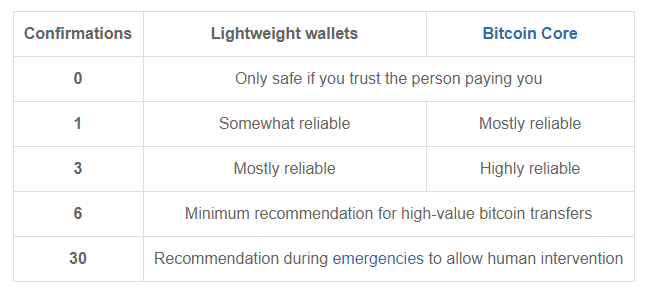 Confirmations Lightweight wallets Bitcoin Core
0 Only safe if you trust the person paying you
1 Somewhat reliable Mostly reliable
3 Mostly reliable Highly reliable
6 Minimum recommendation for high-value bitcoin transfers
30 Recommendation during emergencies to allow human intervention